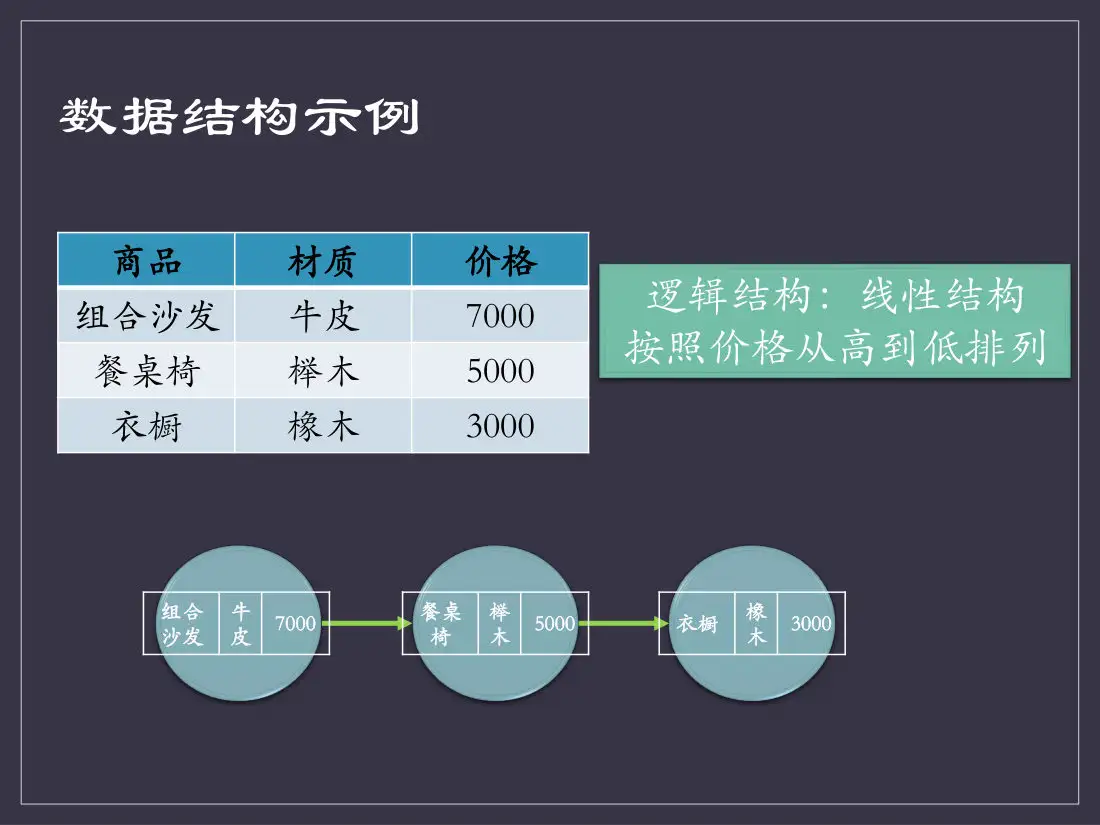 数据结构示例
商品 材质 价格
组合沙发 牛皮 7000
餐桌椅 榉木 5000
衣橱 橡木 3000
逻辑结构：线性结构
按照价格从高到低排列
组合
沙发
牛
皮
7000
餐桌
椅
榉
木
5000
衣橱
橡
木
3000